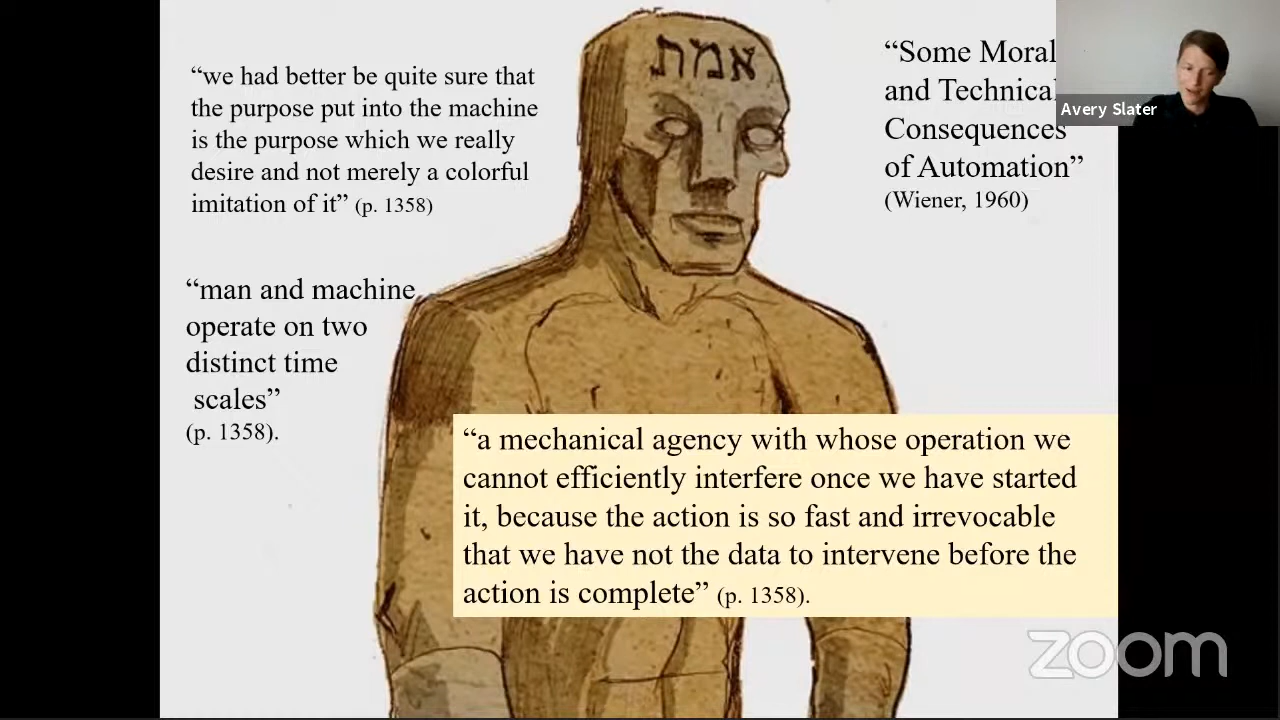 “we had better be quite sure that
the purpose put into the machine
is the purpose which we really
desire and not merely a colorful
imitation of it” (p. 1358)
“man and machine
operate on two
distinct time
scales”
(p. 1358).
אמת
“Some Moral
and Technical
Consequences
of Automation”
(Wiener, 1960)
Avery Slater
“a mechanical agency with whose operation we
cannot efficiently interfere once we have started
it, because the action is so fast and irrevocable
that we have not the data to intervene before the
action is complete” (p. 1358).
zoom